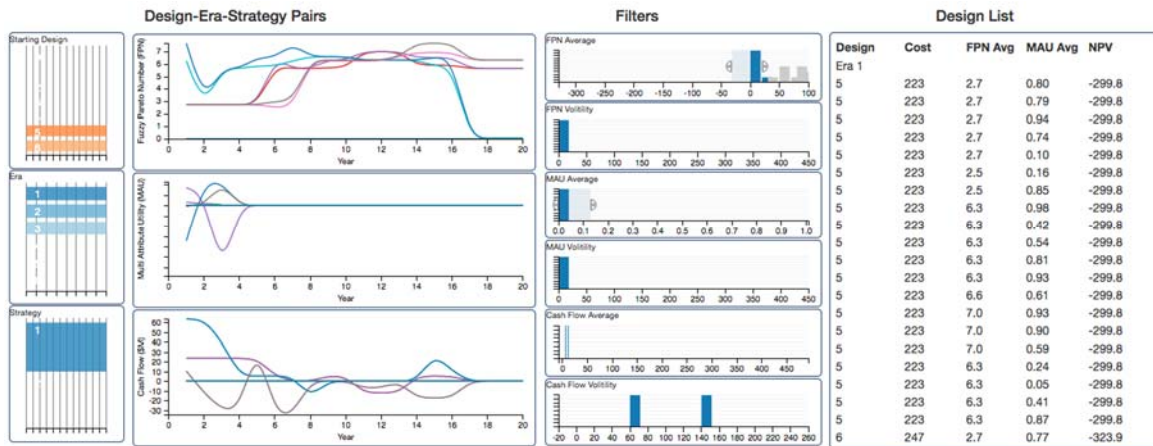 Design-Era-Strategy Pairs
Filters
Design List
Starting Design
5
6
Fuzzy Pareto Number (FPN)
7
6
5
4
3
2
1
0
0 2 4 6 8 10 12 14 16 18 20
Year
Era
1
2
3
Multi Attribute Utility (MAU)
0 2 4 6 8 10 12 14 16 18 20
Year
Strategy
1
Cash Flow ($M)
60
50
40
30
20
10
0
-10
-20
-30
0 2 4 6 8 10 12 14 16 18 20
Year
FPN Average
-300 -250 -200 -150 -100 -50 0 50 100
FPN Volitility
0 50 100 150 200 250 300 350 400 450
MAU Average
0.0 0.1 0.2 0.3 0.4 0.5 0.6 0.7 0.8 0.9 1.0
MAU Volitility
0 50 100 150 200 250 300 350 400 450
Cash Flow Average
0 50 100 150 200 250 300 350 400 450
Cash Flow Volitility
-20 0 20 40 60 80 100 120 140 160 180 200 220 240 260
Design Cost FPN Avg MAU Avg NPV
Era 1
5 223 2.7 0.80 -299.8
5 223 2.7 0.79 -299.8
5 223 2.7 0.94 -299.8
5 223 2.7 0.74 -299.8
5 223 2.7 0.10 -299.8
5 223 2.5 0.16 -299.8
5 223 2.5 0.85 -299.8
5 223 6.3 0.98 -299.8
5 223 6.3 0.42 -299.8
5 223 6.3 0.54 -299.8
5 223 6.3 0.81 -299.8
5 223 6.3 0.93 -299.8
5 223 6.6 0.61 -299.8
5 223 7.0 0.93 -299.8
5 223 7.0 0.90 -299.8
5 223 7.0 0.59 -299.8
5 223 6.3 0.24 -299.8
5 223 6.3 0.05 -299.8
5 223 6.3 0.41 -299.8
5 223 6.3 0.87 -299.8
6 247 2.7 0.77 -323.9